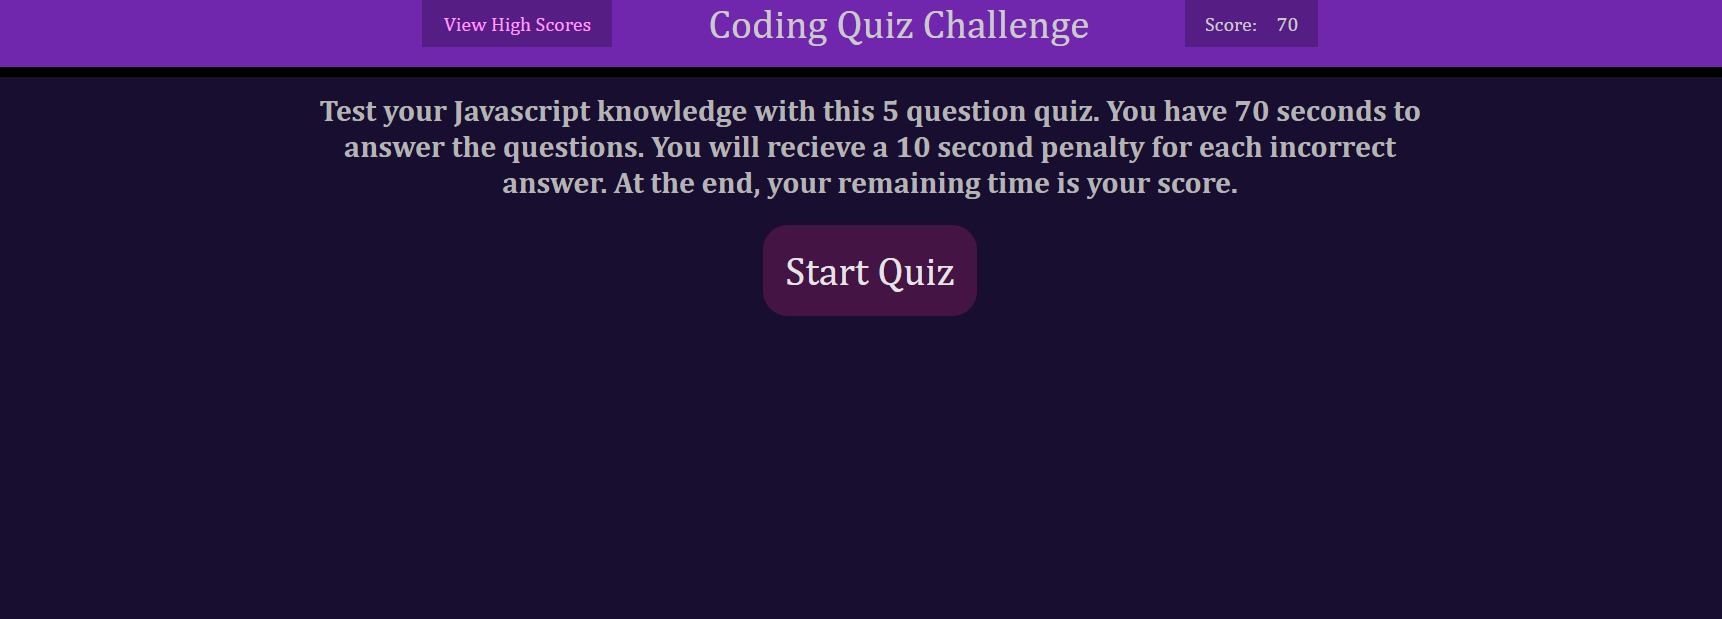 View High Scores
Coding Quiz Challenge
Score: 70
Test your Javascript knowledge with this 5 question quiz. You have 70 seconds to
answer the questions. You will recieve a 10 second penalty for each incorrect
answer. At the end, your remaining time is your score.
Start Quiz